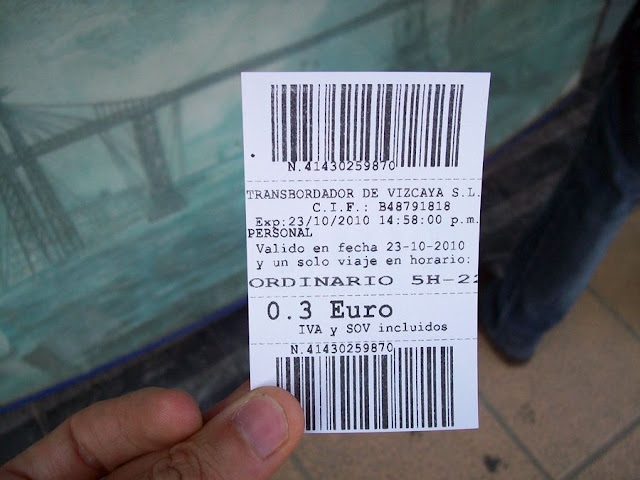 N.41430259870
TRANSBORDADOR DE VIZCAYA S.L.
C.I.F.: B48791818
Exp:23/10/2010 14:58:00 p.m.
PERSONAL
Valido en fecha 23-10-2010
y un solo viaje en horario:
ORDINARIO 5H-22
0.3 Euro
IVA y SOV incluidos
N.41430259870